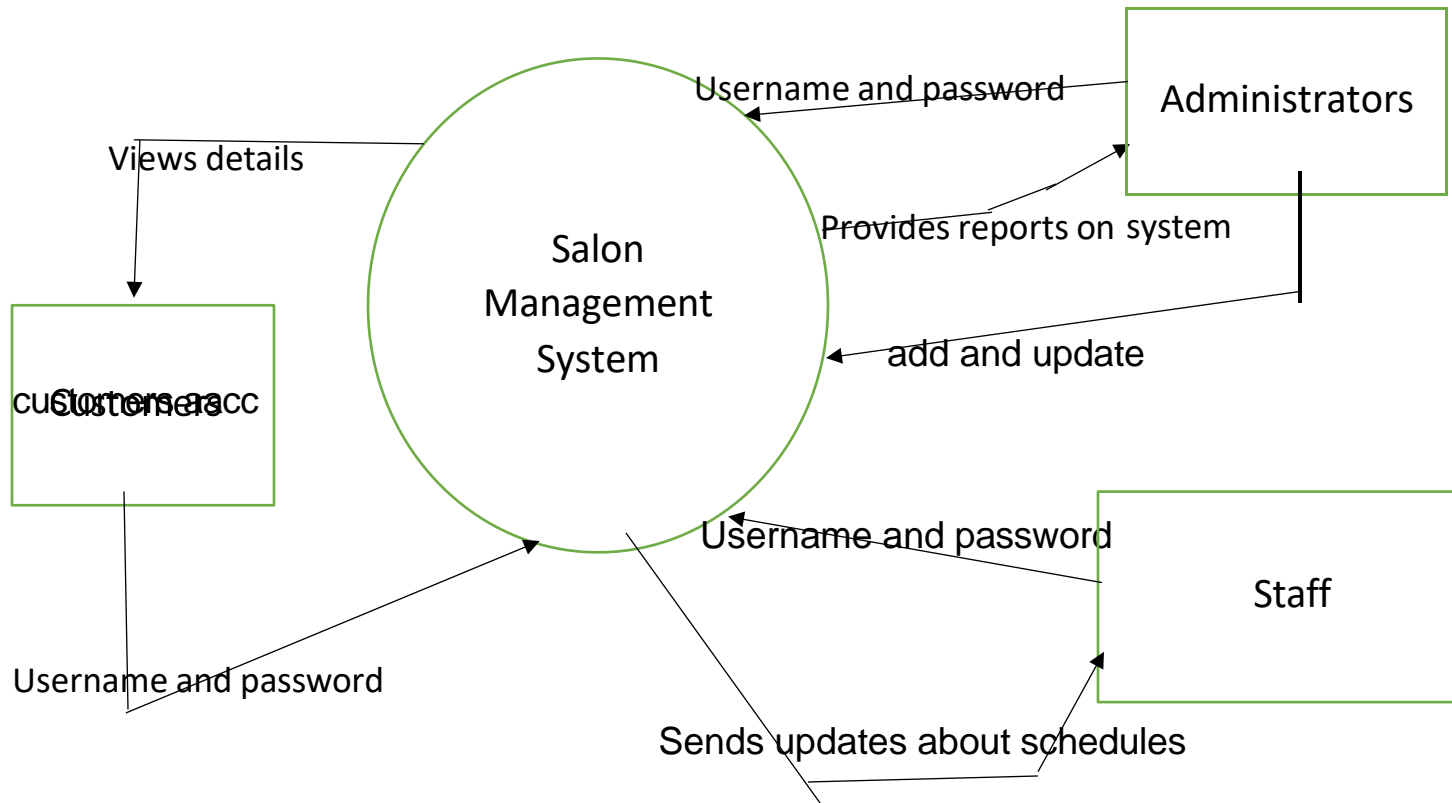 Username and password
Administrators
Views details
Provides reports on system
Salon
Management
System
add and update
Customers
customers
Username and password
Staff
Username and password
Sends updates about schedules